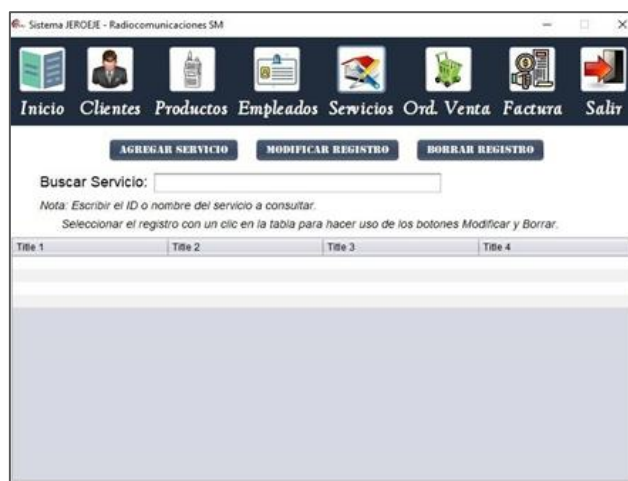 Sistema JEROEJE - Radiocomunicaciones SM
Inicio Clientes Productos Empleados Servicios Ord. Venta Factura Salir
AGREGAR SERVICIO MODIFICAR REGISTRO BORRAR REGISTRO
Buscar Servicio:
Nota: Escribir el ID o nombre del servicio a consultar.
Seleccionar el registro con un clic en la tabla para hacer uso de los botones Modificar y Borrar.
Title 1 Title 2 Title 3 Title 4